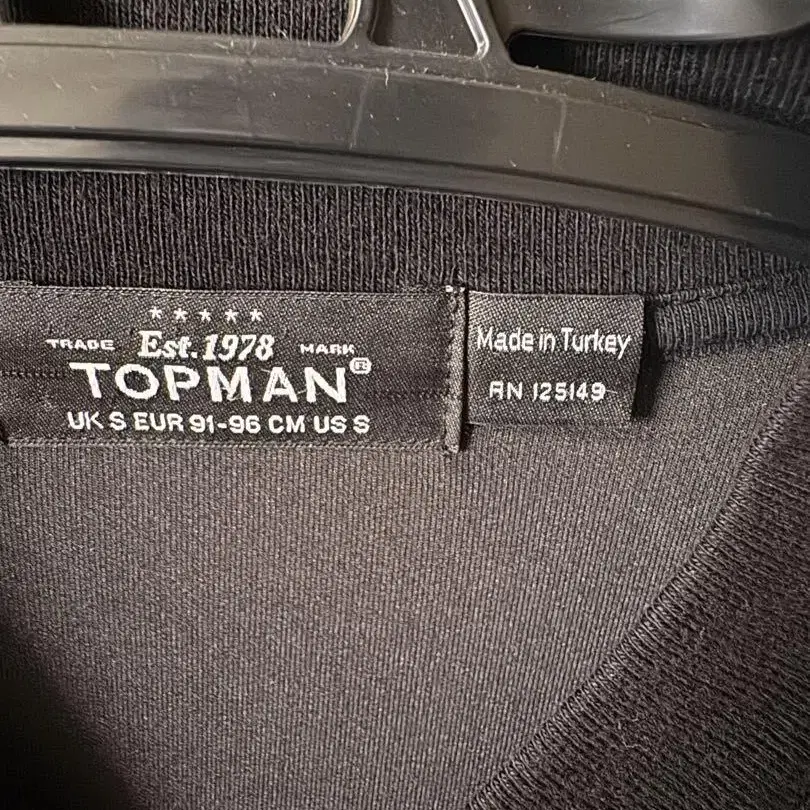 ★★★★★
TRADE Est. 1978 MARK
TOPMAN®
UK S EUR 91-96 CM US S
Made in Turkey
RN 125149